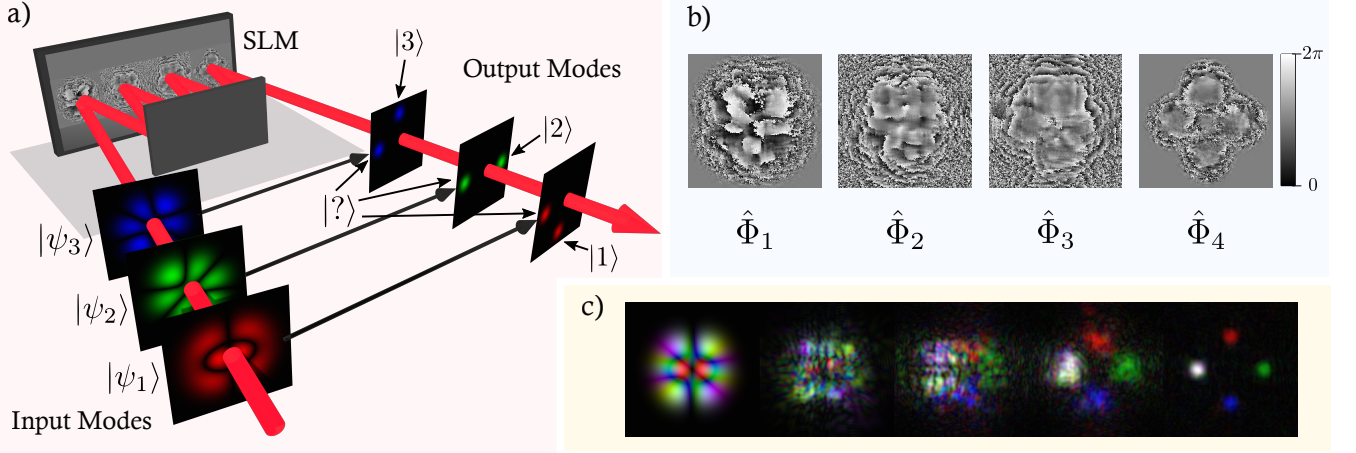 a)
SLM
|3⟩
Output Modes
|2⟩
|?⟩
|1⟩
|ψ₃⟩
|ψ₂⟩
|ψ₁⟩
Input Modes
b)
2π
0
Φ̂₁ Φ̂₂ Φ̂₃ Φ̂₄
c)